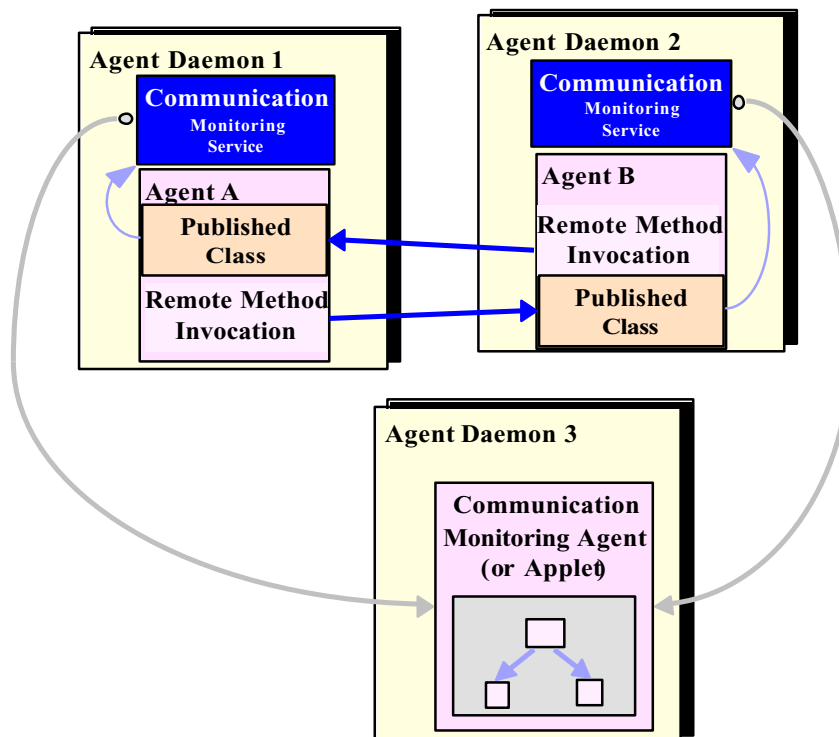 Agent Daemon 1
Communication
Monitoring
Service
Agent A
Published
Class
Remote Method
Invocation
Agent Daemon 2
Communication
Monitoring
Service
Agent B
Remote Method
Invocation
Published
Class
Agent Daemon 3
Communication
Monitoring Agent
(or Applet)